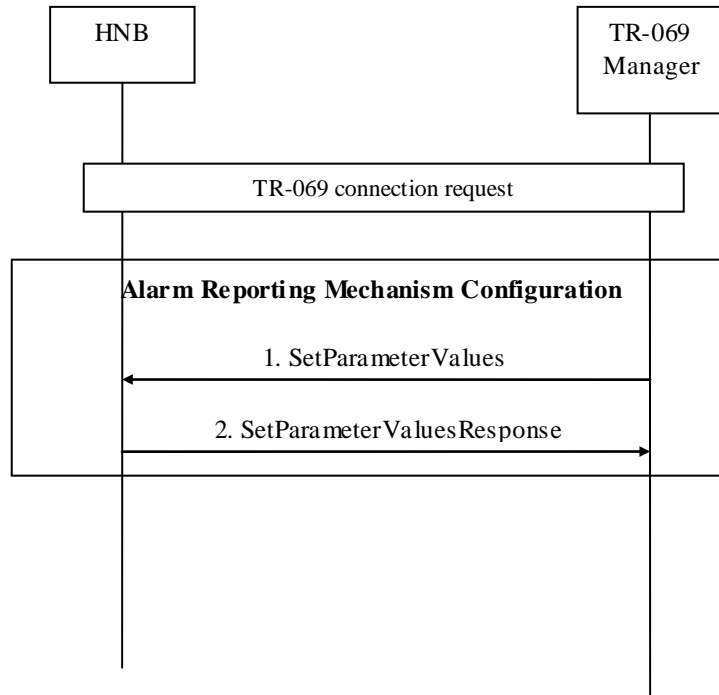 HNB
TR-069
Manager
TR-069 connection request
Alarm Reporting Mechanism Configuration
1. SetParameterValues
2. SetParameterValuesResponse